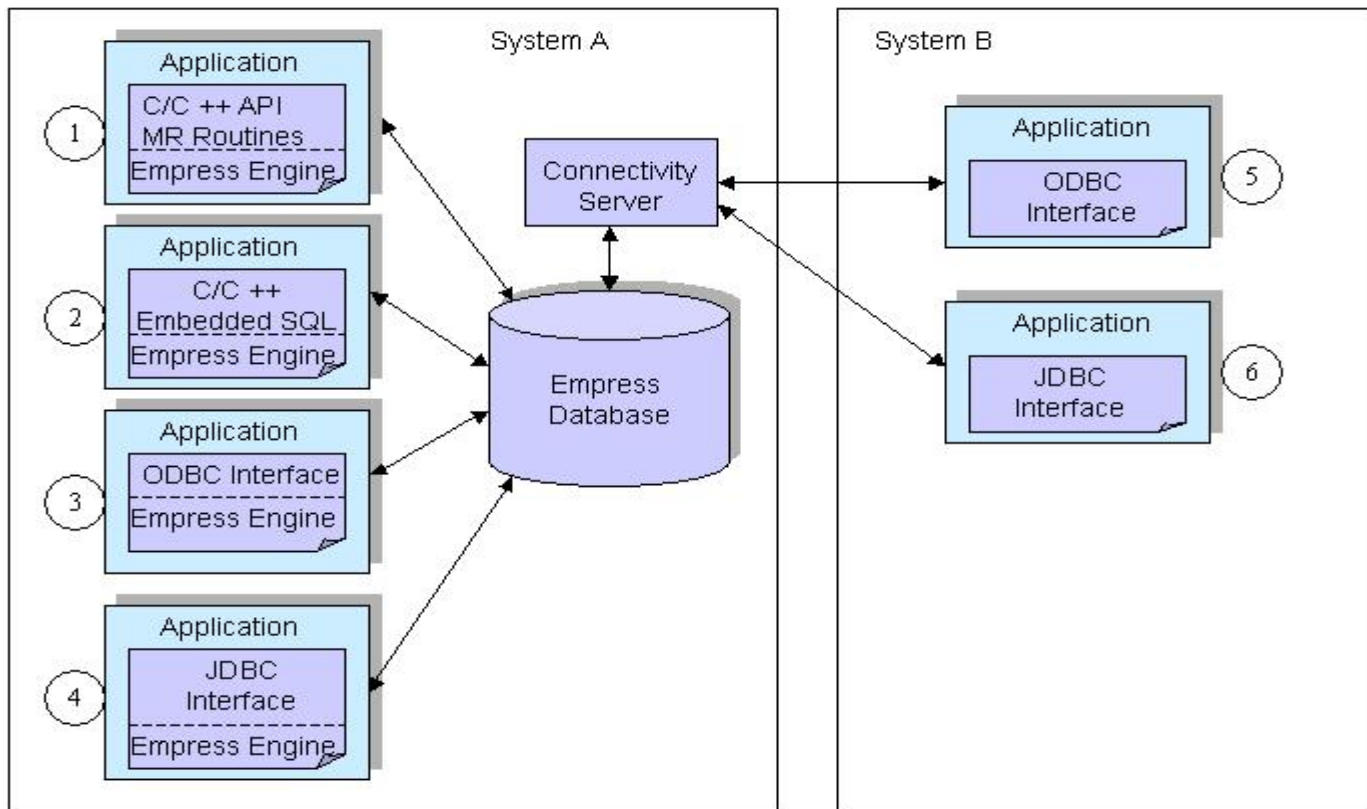 System A
Application
1
C/C ++ API
MR Routines
Empress Engine
Application
2
C/C ++
Embedded SQL
Empress Engine
Application
3
ODBC Interface
Empress Engine
Application
4
JDBC
Interface
Empress Engine
Connectivity
Server
Empress
Database
System B
Application
ODBC
Interface
5
Application
JDBC
Interface
6